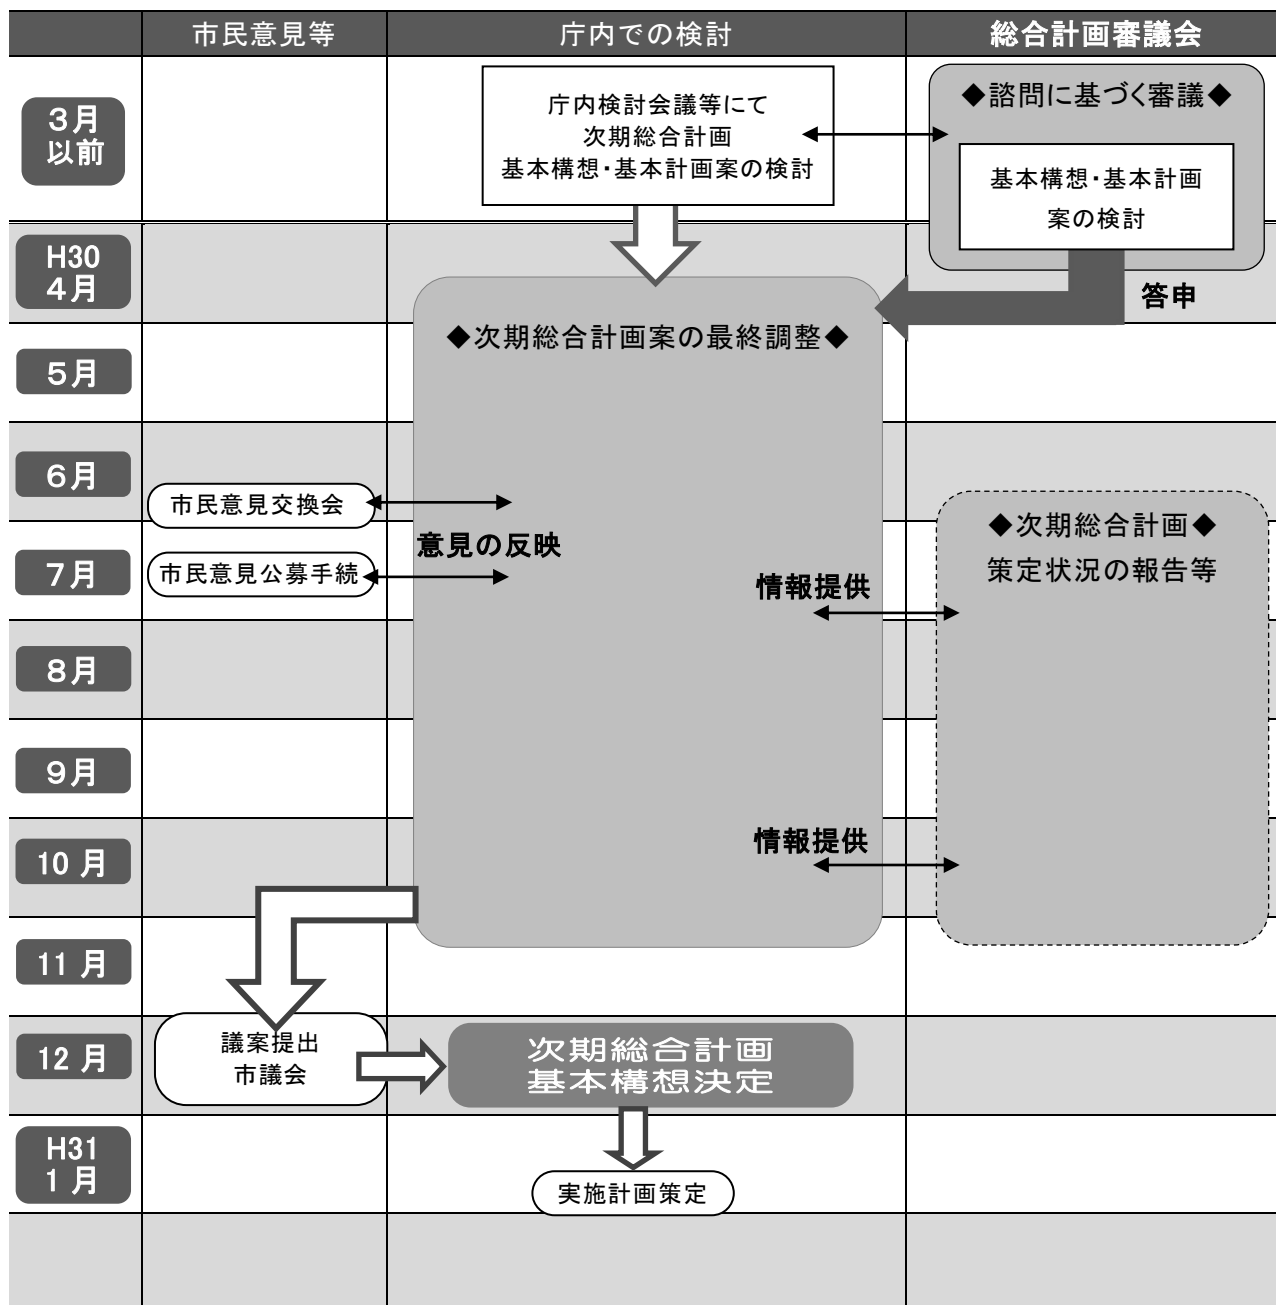 市民意見等
庁内での検討
総合計画審議会
３月
以前
庁内検討会議等にて
次期総合計画
基本構想・基本計画案の検討
◆諮問に基づく審議◆
基本構想・基本計画
案の検討
H30
４月
答申
◆次期総合計画案の最終調整◆
５月
６月
市民意見交換会
意見の反映
◆次期総合計画◆
策定状況の報告等
７月
市民意見公募手続
情報提供
８月
９月
10 月
情報提供
11 月
12 月
議案提出
市議会
次期総合計画
基本構想決定
H31
１月
実施計画策定